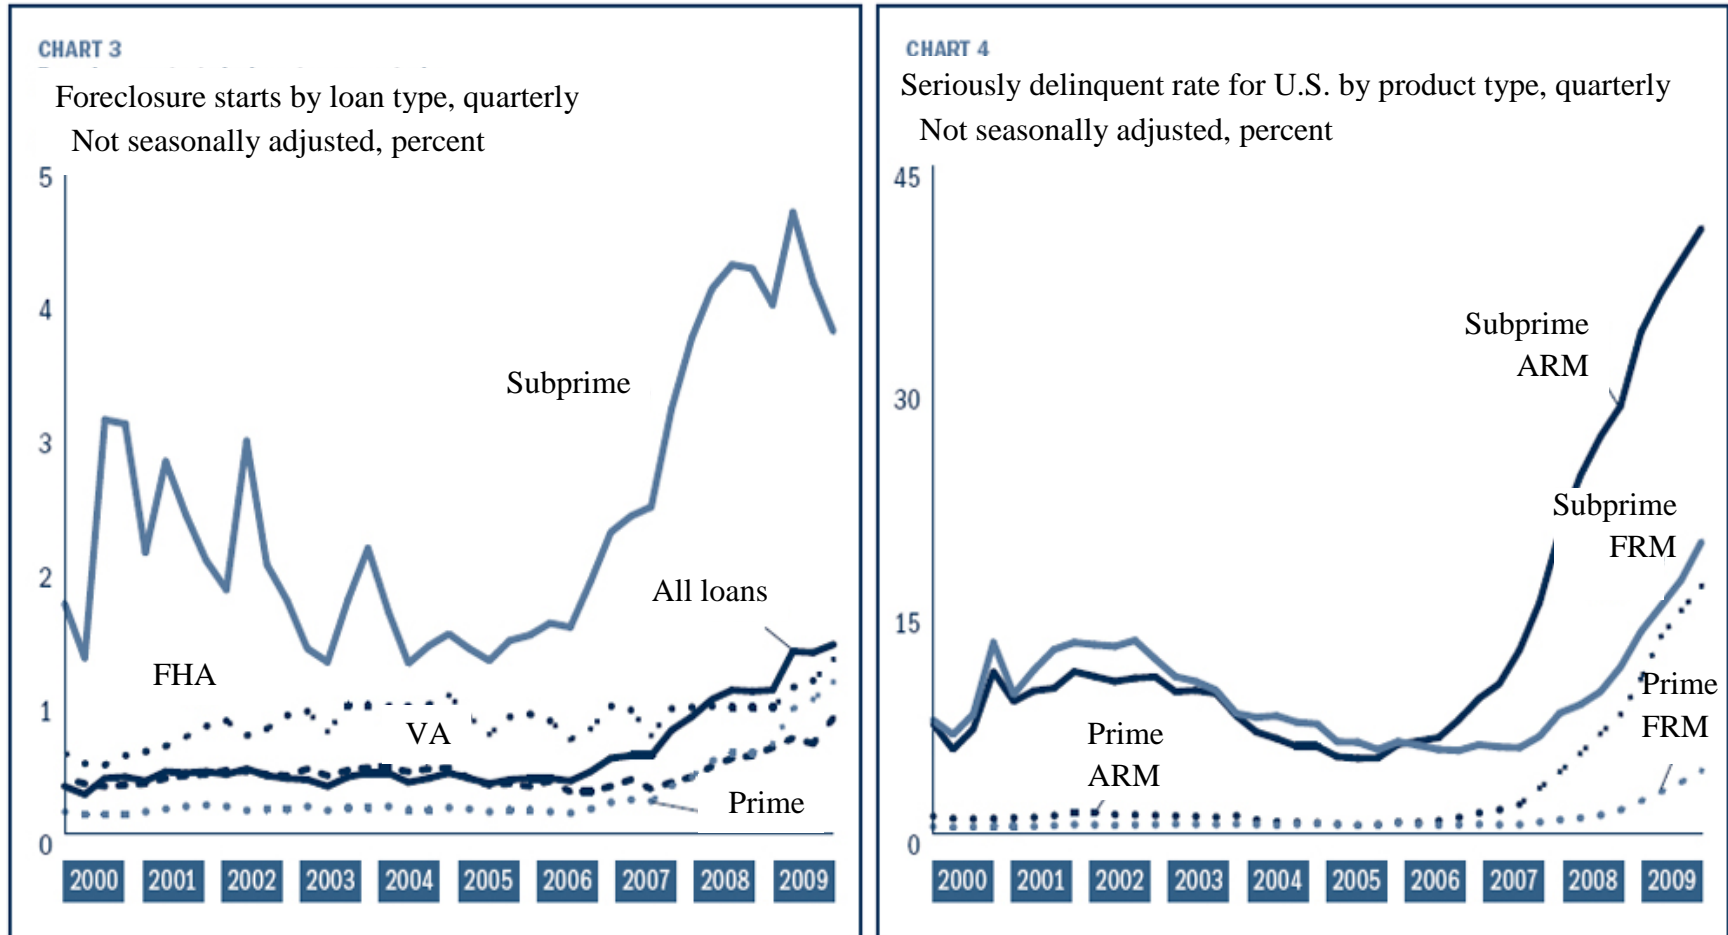 CHART 3
Foreclosure starts by loan type, quarterly
Not seasonally adjusted, percent
5
4
3
2
1
0
Subprime
All loans
FHA
VA
Prime
2000 2001 2002 2003 2004 2005 2006 2007 2008 2009
CHART 4
Seriously delinquent rate for U.S. by product type, quarterly
Not seasonally adjusted, percent
45
30
15
0
Subprime
ARM
Subprime
FRM
Prime
FRM
Prime
ARM
2000 2001 2002 2003 2004 2005 2006 2007 2008 2009